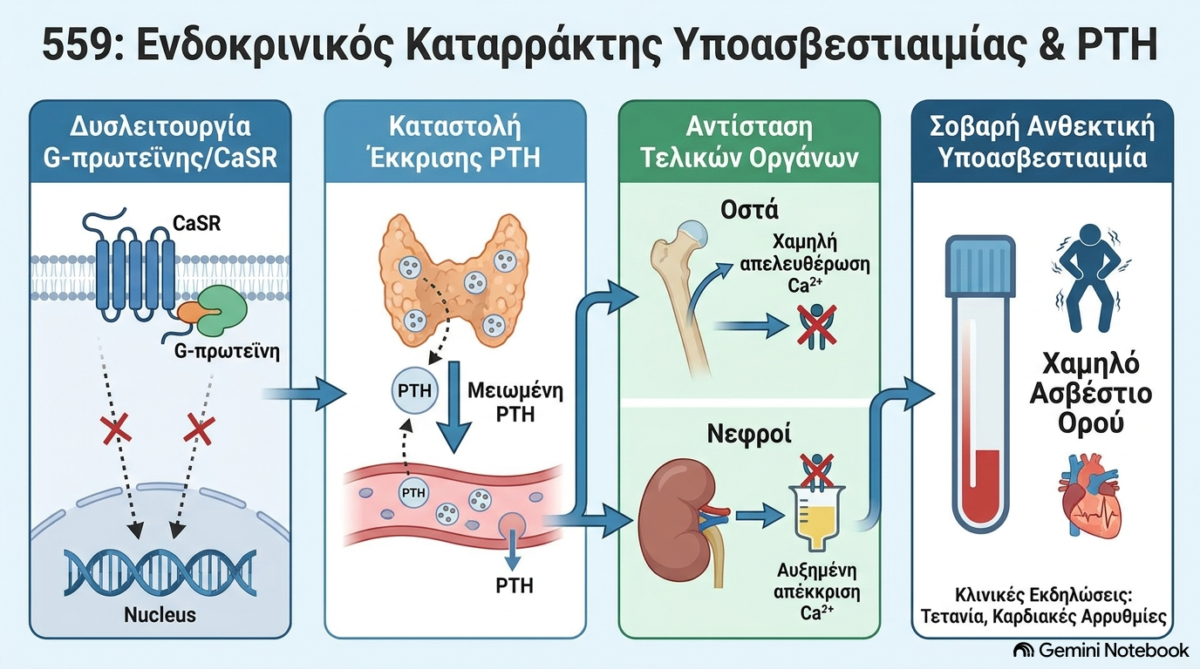 559: Ενδοκρινικός Καταρράκτης Υποασβεστιαιμίας & PTH
Δυσλειτουργία
G-πρωτεΐνης/CaSR
CaSR
G-πρωτεΐνη
Nucleus
Καταστολή
Έκκρισης PTH
PTH
Μειωμένη
PTH
PTH
PTH
Αντίσταση
Τελικών Οργάνων
Οστά
Χαμηλή
απελευθέρωση
Ca²⁺
Νεφροί
Αυξημένη
απέκκριση
Ca²⁺
Σοβαρή Ανθεκτική
Υποασβεστιαιμία
Χαμηλό
Ασβέστιο
Ορού
Κλινικές Εκδηλώσεις:
Τετανία, Καρδιακές Αρρυθμίες
Gemini Notebook